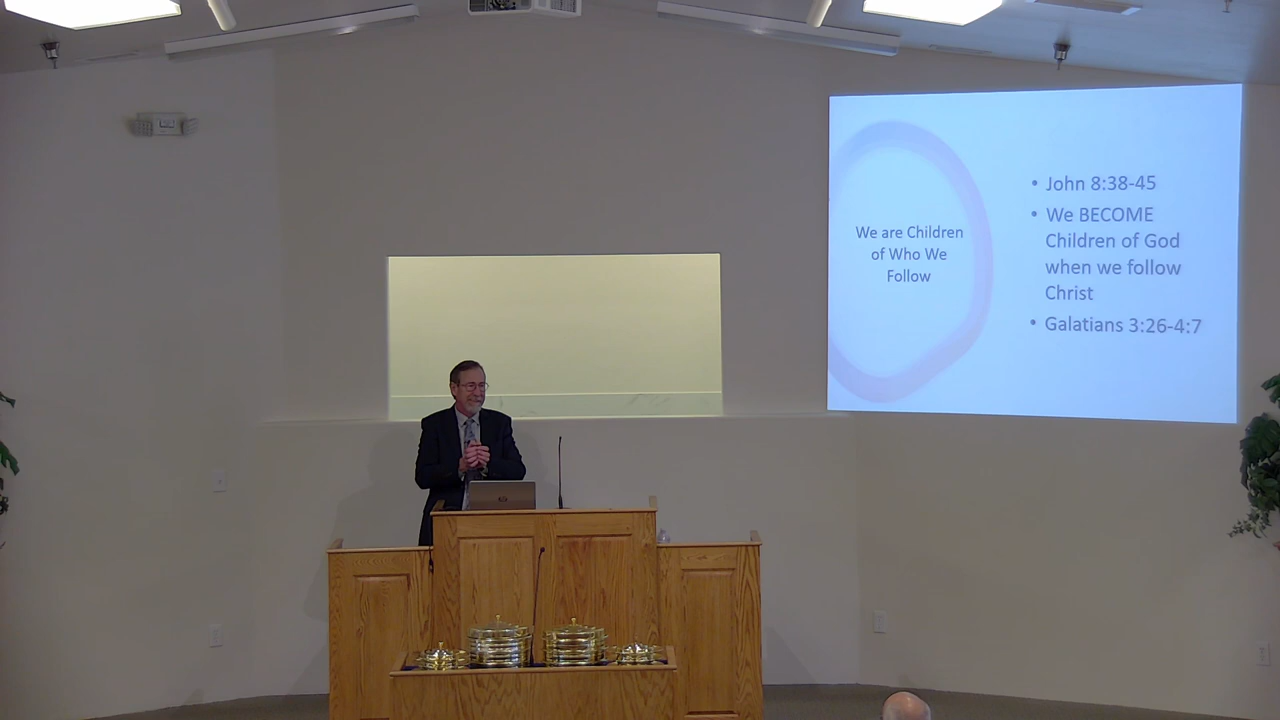 We are Children
of Who We
Follow
• John 8:38-45
• We BECOME
Children of God
when we follow
Christ
• Galatians 3:26-4:7